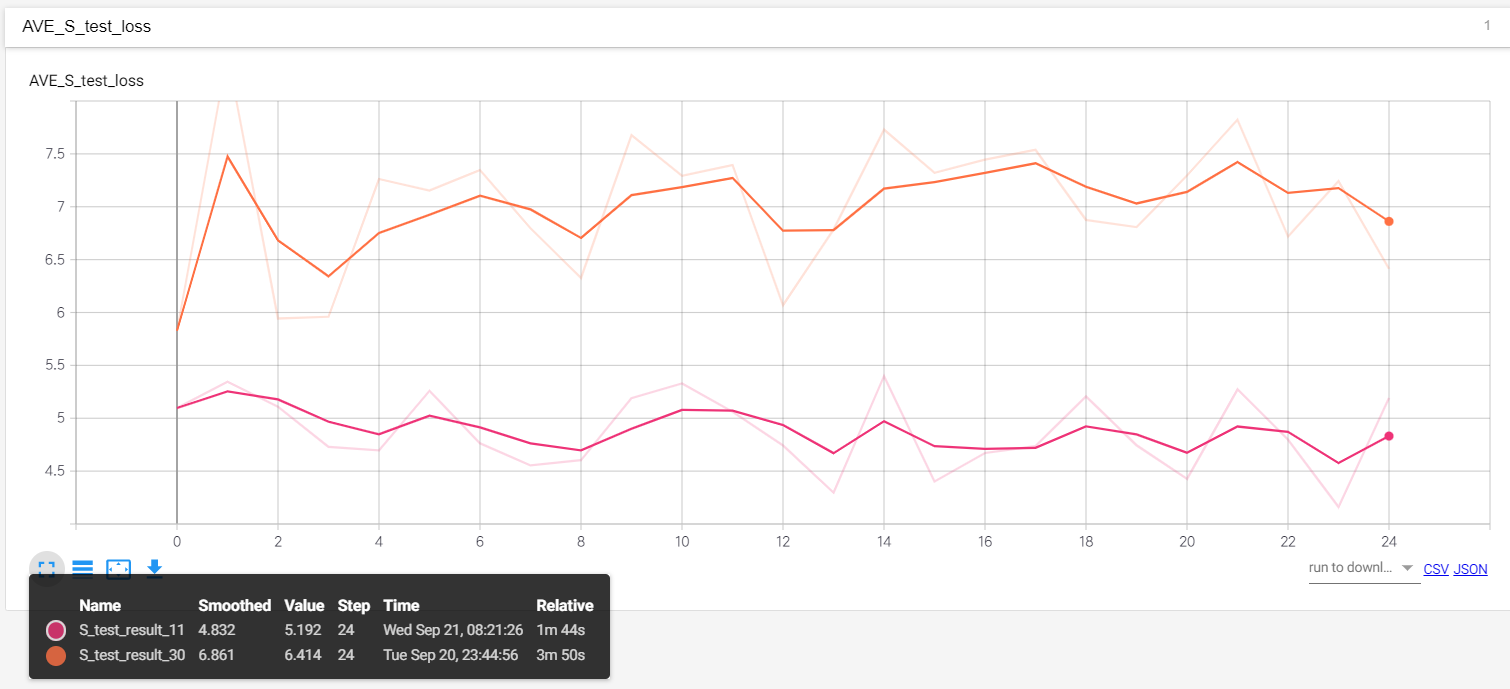 AVE_S_test_loss 1
AVE_S_test_loss
7.5
7
6.5
6
5.5
5
4.5
0 2 4 6 8 10 12 14 16 18 20 22 24
run to downl... CSV JSON
Name Smoothed Value Step Time Relative
S_test_result_11 4.832 5.192 24 Wed Sep 21, 08:21:26 1m 44s
S_test_result_30 6.861 6.414 24 Tue Sep 20, 23:44:56 3m 50s